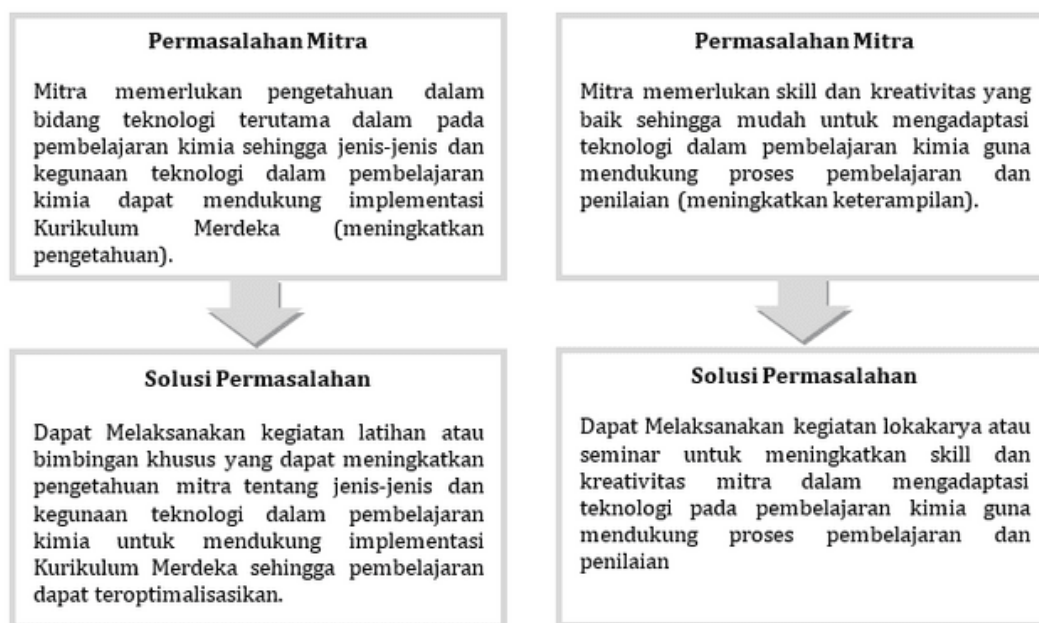 Permasalahan Mitra
Mitra memerlukan pengetahuan dalam
bidang teknologi terutama dalam pada
pembelajaran kimia sehingga jenis-jenis dan
kegunaan teknologi dalam pembelajaran
kimia dapat mendukung implementasi
Kurikulum Merdeka (meningkatkan
pengetahuan).
Solusi Permasalahan
Dapat Melaksanakan kegiatan latihan atau
bimbingan khusus yang dapat meningkatkan
pengetahuan mitra tentang jenis-jenis dan
kegunaan teknologi dalam pembelajaran
kimia untuk mendukung implementasi
Kurikulum Merdeka sehingga pembelajaran
dapat teroptimalisasikan.
Permasalahan Mitra
Mitra memerlukan skill dan kreativitas yang
baik sehingga mudah untuk mengadaptasi
teknologi dalam pembelajaran kimia guna
mendukung proses pembelajaran dan
penilaian (meningkatkan keterampilan).
Solusi Permasalahan
Dapat Melaksanakan kegiatan lokakarya atau
seminar untuk meningkatkan skill dan
kreativitas mitra dalam mengadaptasi
teknologi pada pembelajaran kimia guna
mendukung proses pembelajaran dan
penilaian